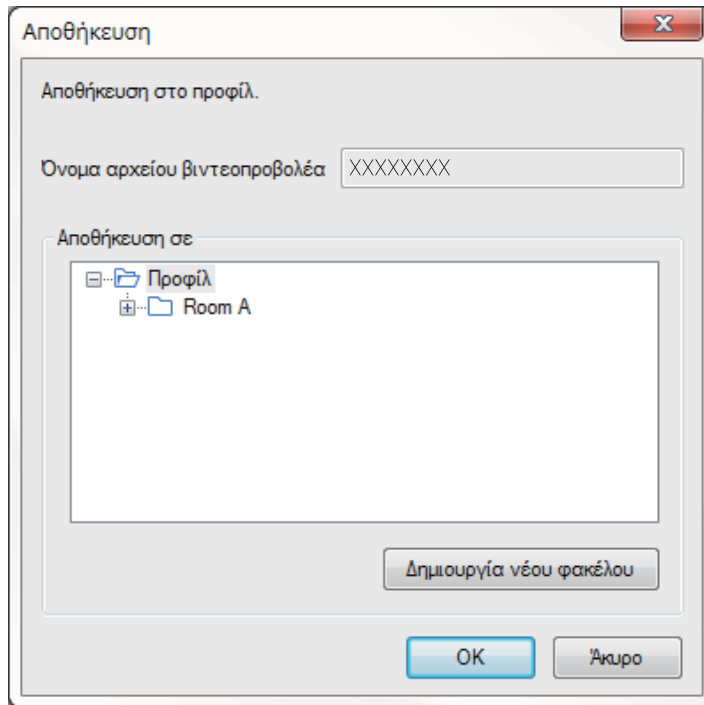 Αποθήκευση
Αποθήκευση στο προφίλ.
Όνομα αρχείου βιντεοπροβολέα XXXXXXXX
Αποθήκευση σε
Προφίλ
Room A
Δημιουργία νέου φακέλου
OK Άκυρο